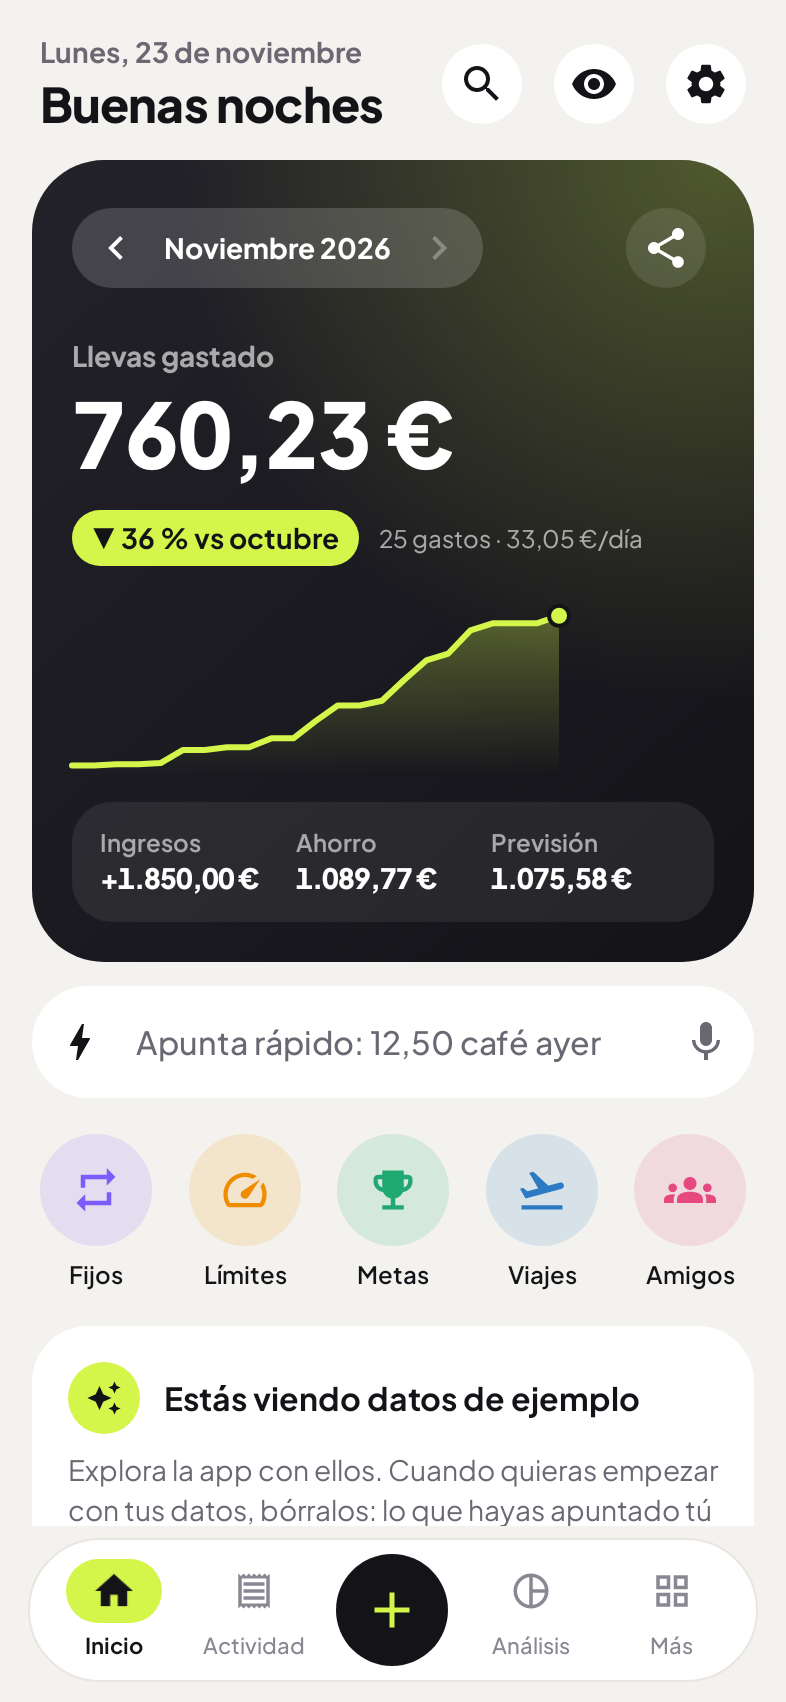 Lunes, 23 de noviembre
Buenas noches
Noviembre 2026
Llevas gastado
760,23 €
▼ 36 % vs octubre
25 gastos · 33,05 €/día
Ingresos
+1.850,00 €
Ahorro
1.089,77 €
Previsión
1.075,58 €
Apunta rápido: 12,50 café ayer
Fijos
Límites
Metas
Viajes
Amigos
Estás viendo datos de ejemplo
Explora la app con ellos. Cuando quieras empezar
con tus datos, bórralos: lo que hayas apuntado tú
Inicio
Actividad
Análisis
Más